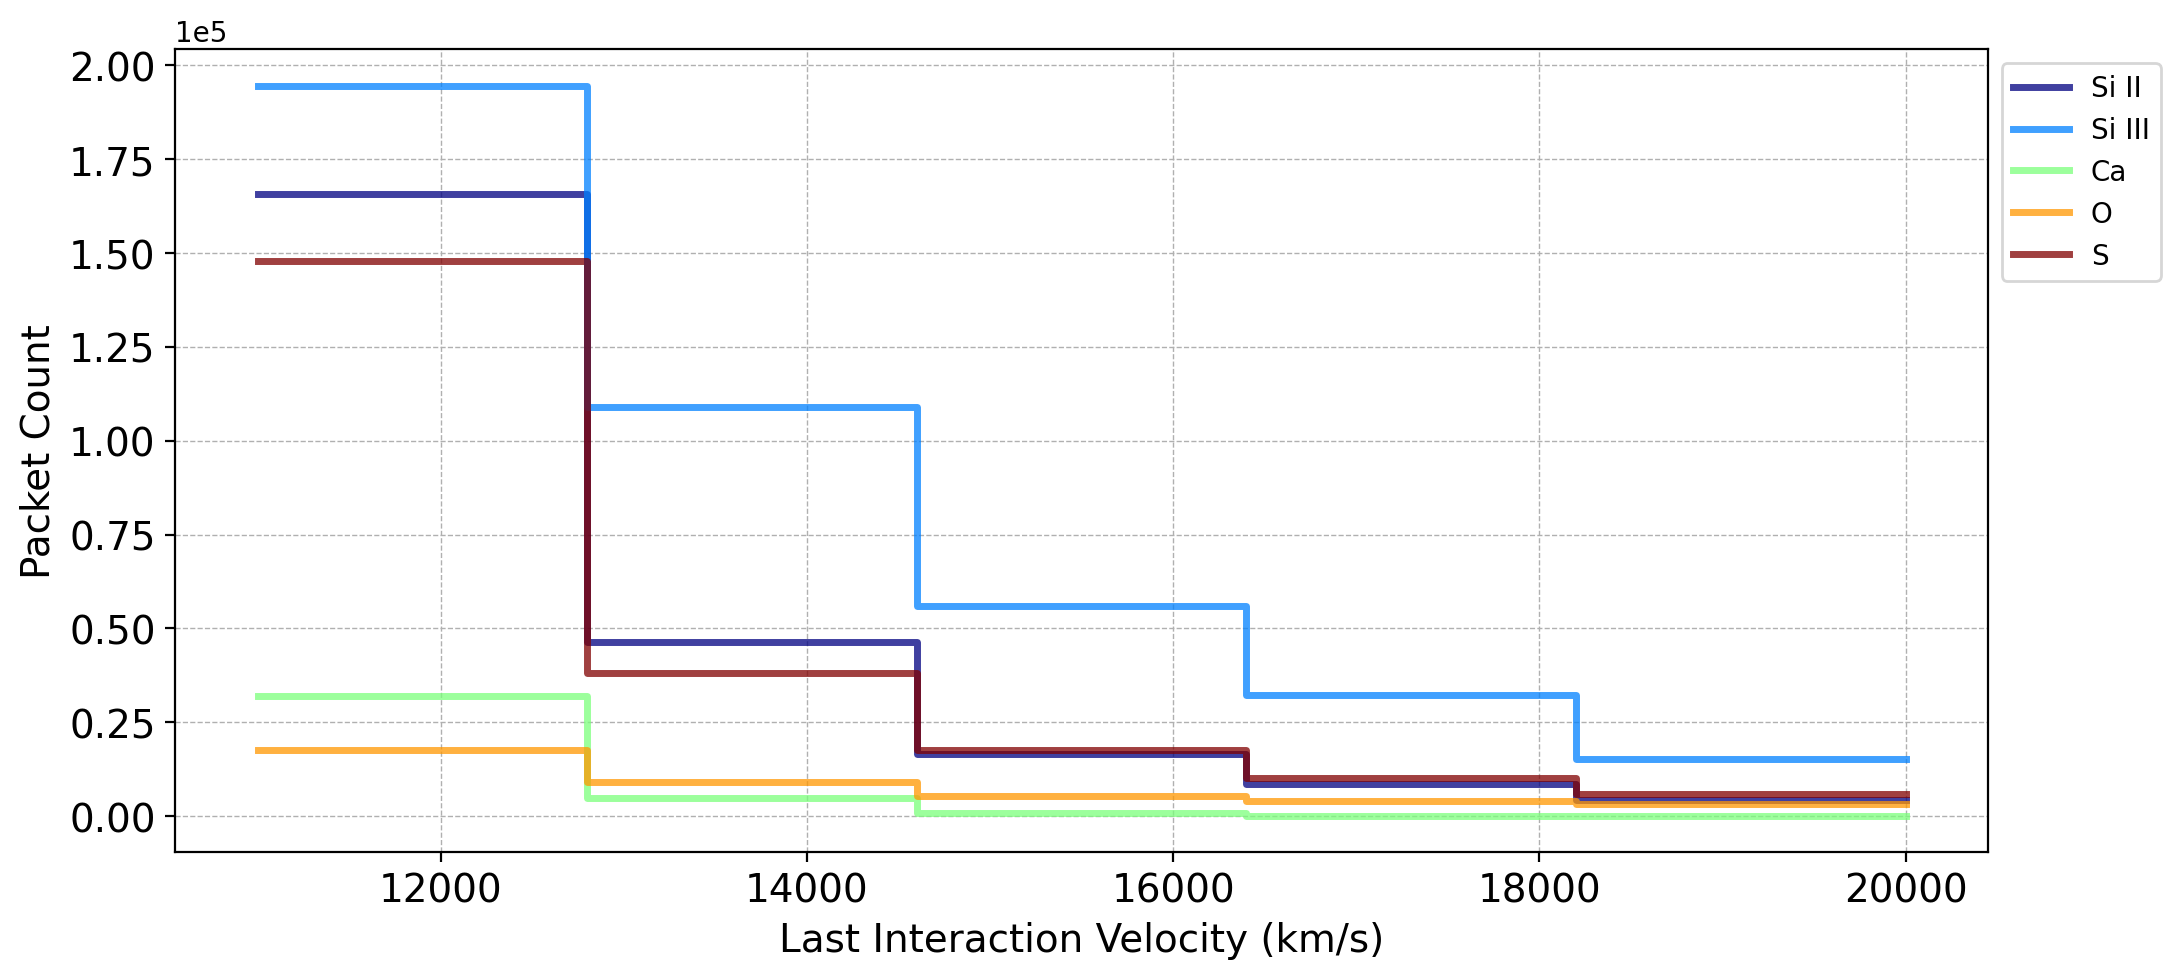 1e5
2.00
1.75
1.50
1.25
1.00
0.75
0.50
0.25
0.00
Packet Count
12000 14000 16000 18000 20000
Last Interaction Velocity (km/s)
Si II
Si III
Ca
O
S